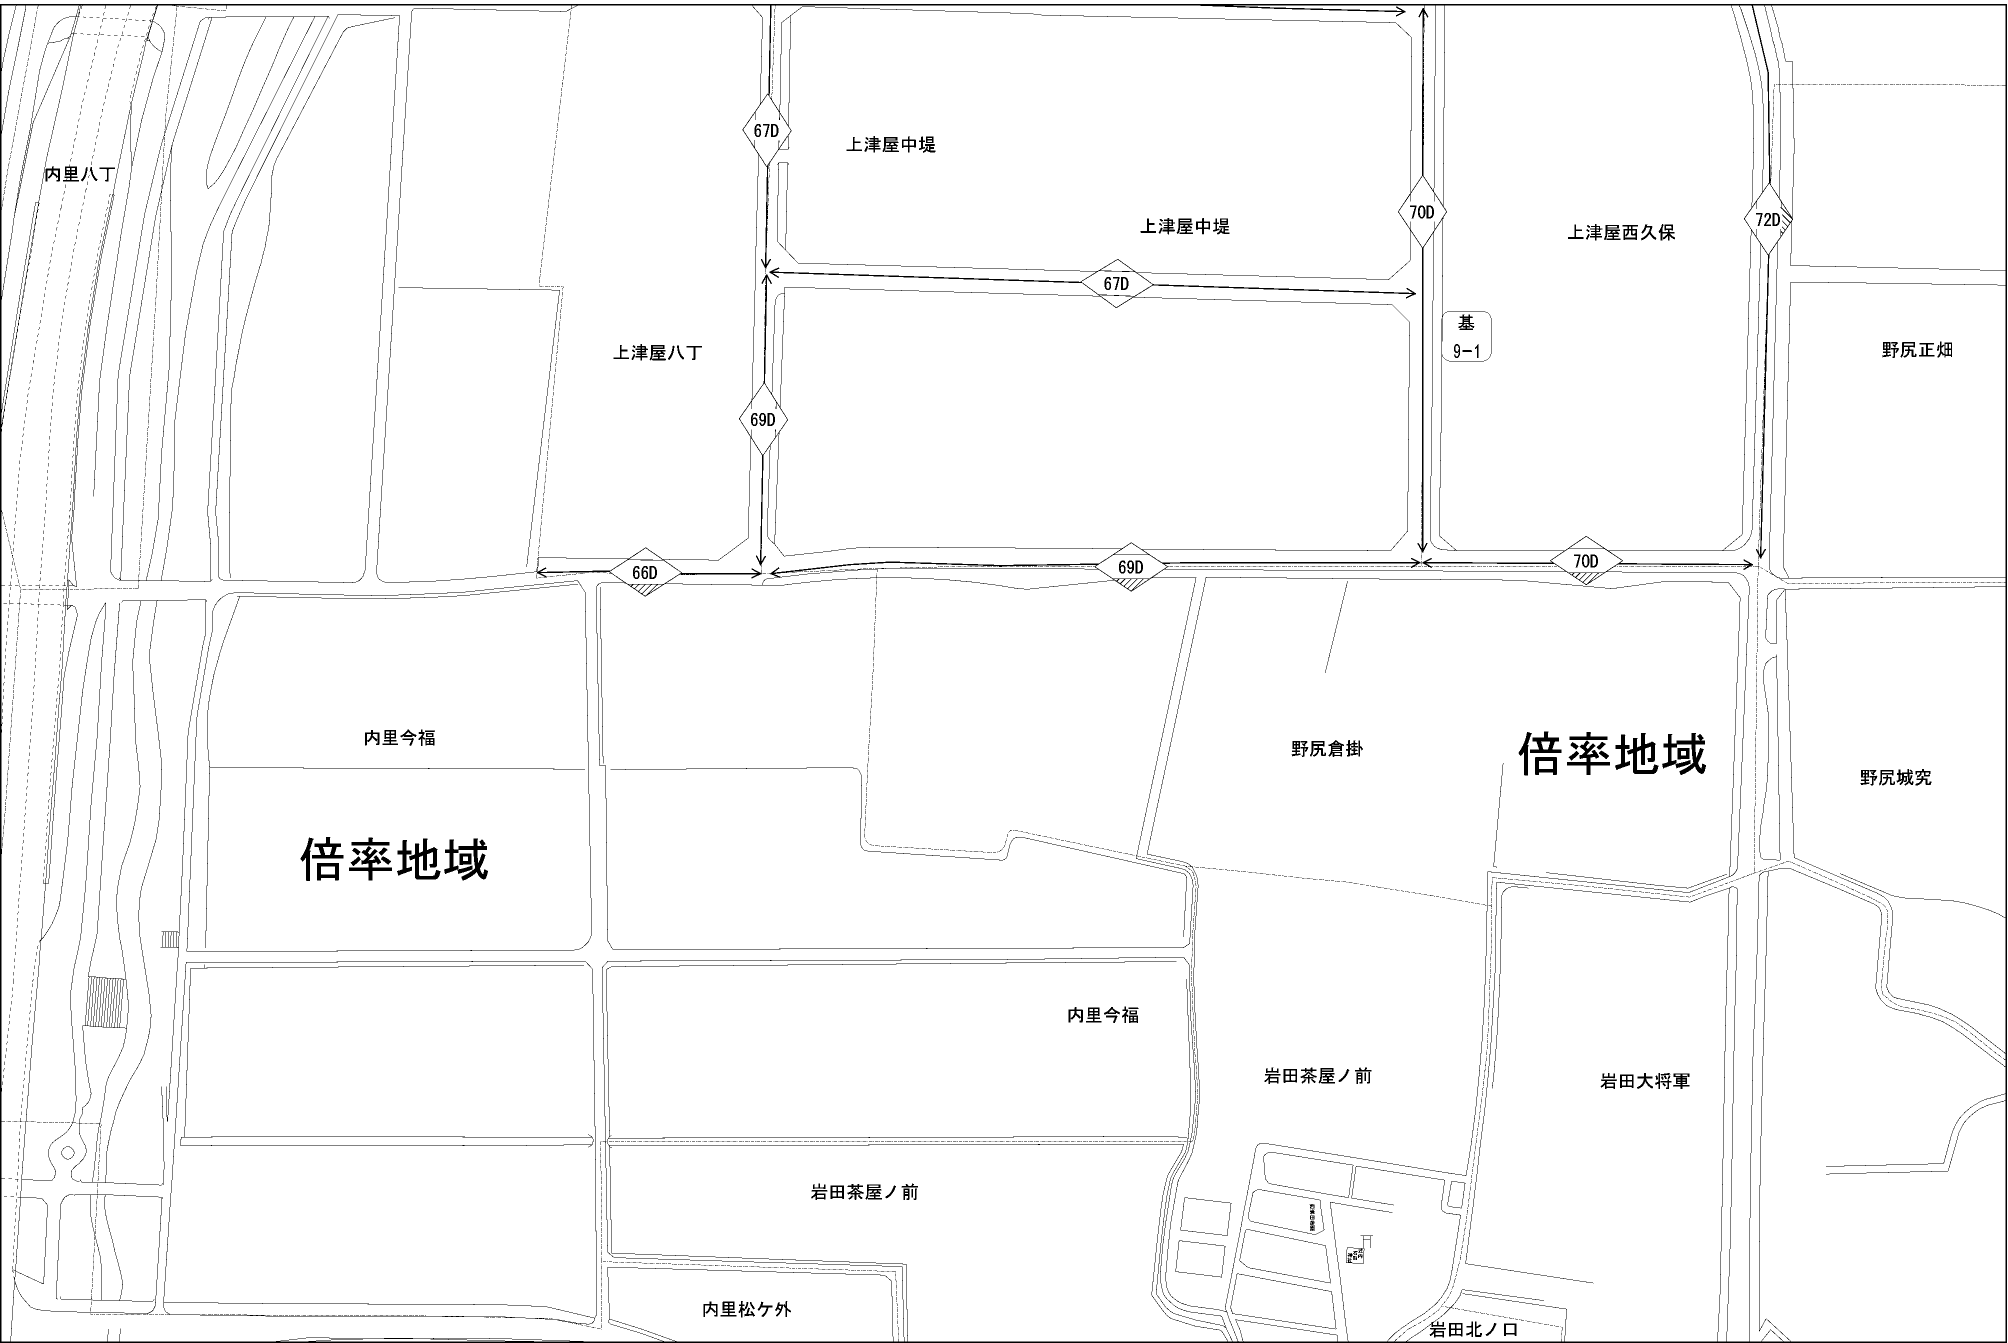 67D
上津屋中堤
内里八丁
70D
72D
上津屋中堤
上津屋西久保
67D
基
9-1
上津屋八丁
野尻正畑
69D
66D
69D
70D
内里今福
野尻倉掛
倍率地域
野尻城究
倍率地域
内里今福
岩田茶屋ノ前
岩田大将軍
岩田茶屋ノ前
内里松ケ外
岩田北ノ口